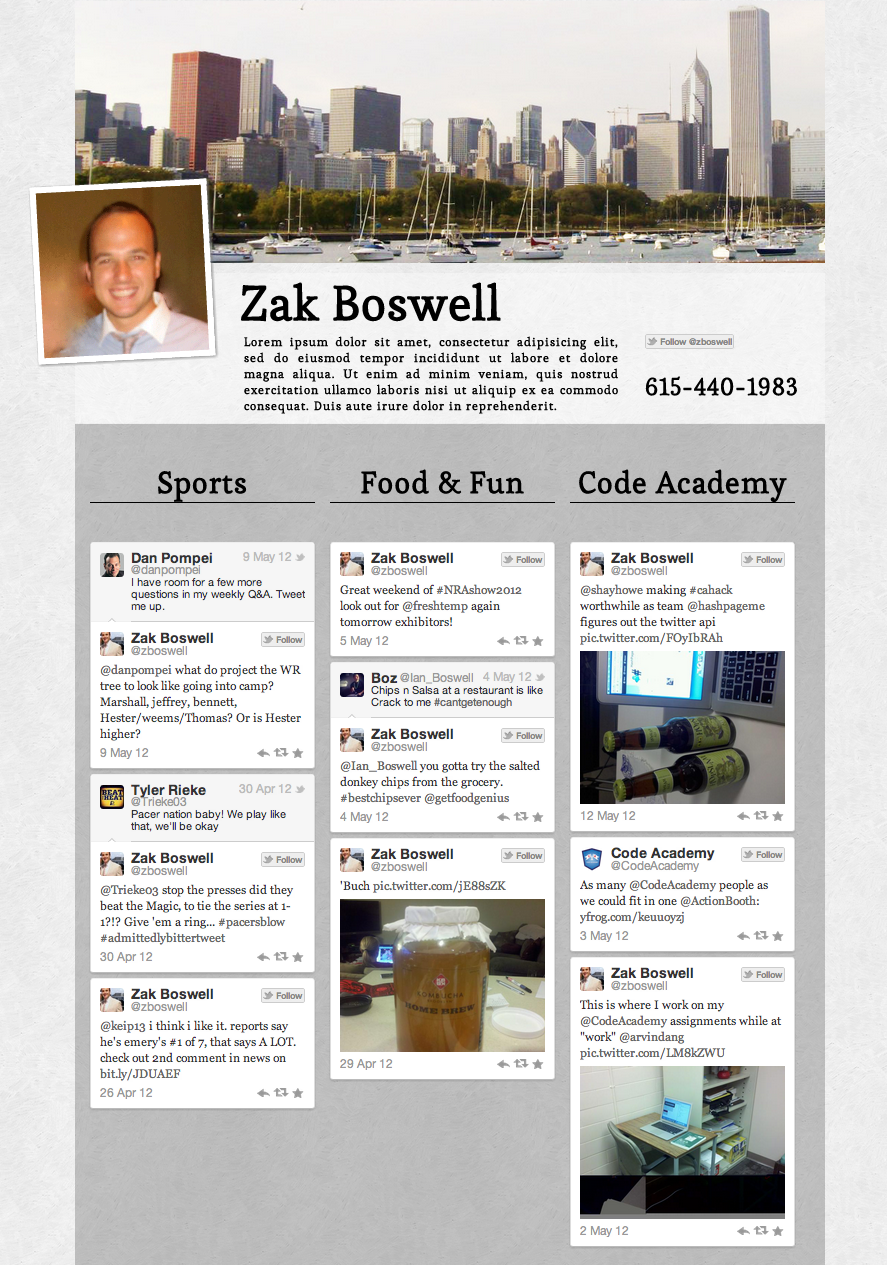 Zak Boswell
Lorem ipsum dolor sit amet, consectetur adipisicing elit,
sed do eiusmod tempor incididunt ut labore et dolore
magna aliqua. Ut enim ad minim veniam, quis nostrud
exercitation ullamco laboris nisi ut aliquip ex ea commodo
consequat. Duis aute irure dolor in reprehenderit.
Follow @zboswell
615-440-1983
Sports
Dan Pompei 9 May 12
@danpompei
I have room for a few more
questions in my weekly Q&A. Tweet
me up.
Zak Boswell Follow
@zboswell
@danpompei what do project the WR
tree to look like going into camp?
Marshall, jeffrey, bennett,
Hester/weems/Thomas? Or is Hester
higher?
9 May 12
Tyler Rieke 30 Apr 12
@Trieke03
Pacer nation baby! We play like
that, we'll be okay
Zak Boswell Follow
@zboswell
@Trieke03 stop the presses did they
beat the Magic, to tie the series at 1-
1?!? Give 'em a ring... #pacersblow
#admittedlybittertweet
30 Apr 12
Zak Boswell Follow
@zboswell
@keip13 i think i like it. reports say
he's emery's #1 of 7, that says A LOT.
check out 2nd comment in news on
bit.ly/JDUAEF
26 Apr 12
Food & Fun
Zak Boswell Follow
@zboswell
Great weekend of #NRAshow2012
look out for @freshtemp again
tomorrow exhibitors!
5 May 12
Boz @Ian_Boswell 4 May 12
Chips n Salsa at a restaurant is like
Crack to me #cantgetenough
Zak Boswell Follow
@zboswell
@Ian_Boswell you gotta try the salted
donkey chips from the grocery.
#bestchipsever @getfoodgenius
4 May 12
Zak Boswell Follow
@zboswell
'Buch pic.twitter.com/jE88sZK
KOMBUCHA
HOME BREW
29 Apr 12
Code Academy
Zak Boswell Follow
@zboswell
@shayhowe making #cahack
worthwhile as team @hashpageme
figures out the twitter api
pic.twitter.com/FOyIbRAh
12 May 12
Code Academy Follow
@CodeAcademy
As many @CodeAcademy people as
we could fit in one @ActionBooth:
yfrog.com/keuuoyzj
3 May 12
Zak Boswell Follow
@zboswell
This is where I work on my
@CodeAcademy assignments while at
"work" @arvindang
pic.twitter.com/LM8kZWU
2 May 12